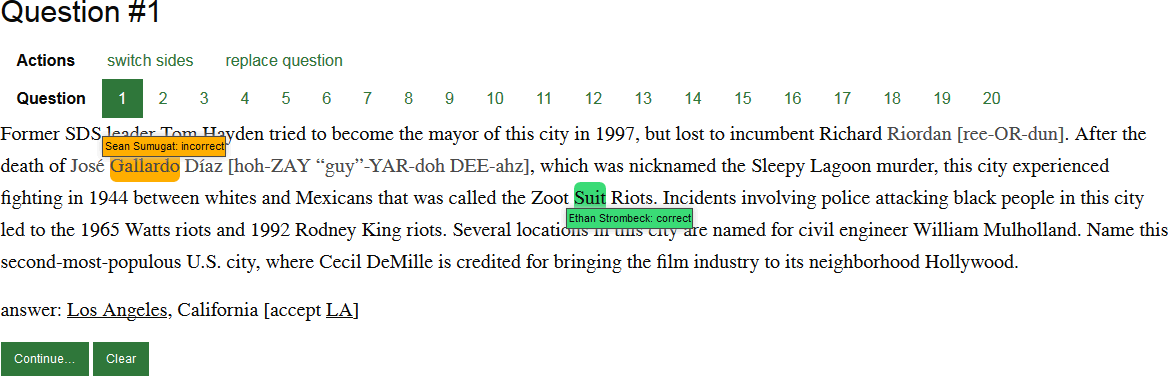 Question #1
Actions switch sides replace question
Question 1 2 3 4 5 6 7 8 9 10 11 12 13 14 15 16 17 18 19 20
Former SDS leader Tom Hayden tried to become the mayor of this city in 1997, but lost to incumbent Richard Riordan [ree-OR-dun]. After the
Sean Sumugat: incorrect
death of José Gallardo Díaz [hoh-ZAY “guy”-YAR-doh DEE-ahz], which was nicknamed the Sleepy Lagoon murder, this city experienced
fighting in 1944 between whites and Mexicans that was called the Zoot Suit Riots. Incidents involving police attacking black people in this city
Ethan Strombeck: correct
led to the 1965 Watts riots and 1992 Rodney King riots. Several locations in this city are named for civil engineer William Mulholland. Name this
second-most-populous U.S. city, where Cecil DeMille is credited for bringing the film industry to its neighborhood Hollywood.
answer: Los Angeles, California [accept LA]
Continue... Clear